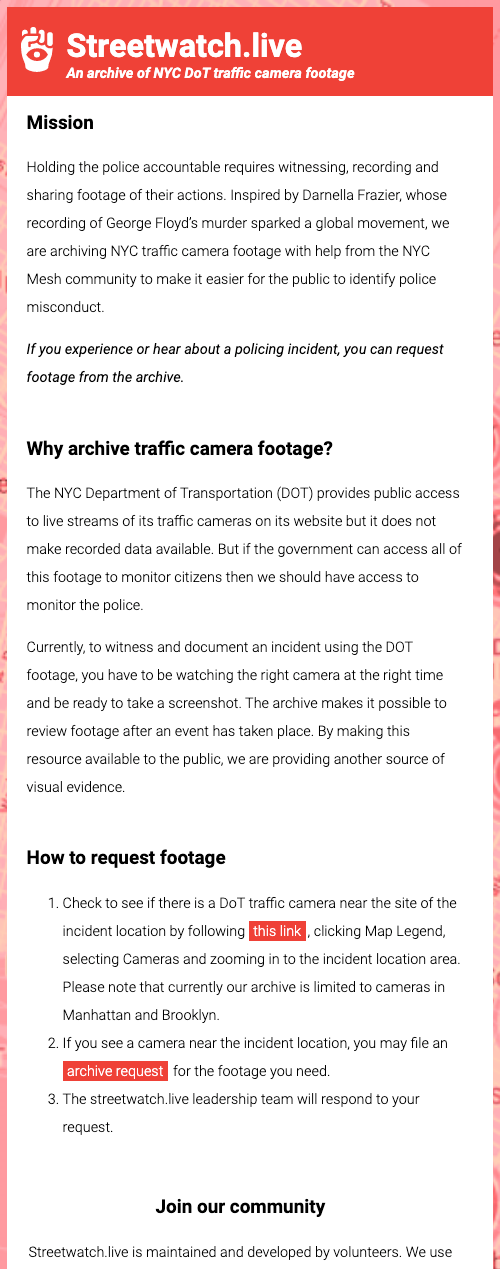 Streetwatch.live
An archive of NYC DoT traffic camera footage
Mission
Holding the police accountable requires witnessing, recording and
sharing footage of their actions. Inspired by Darnella Frazier, whose
recording of George Floyd’s murder sparked a global movement, we
are archiving NYC traffic camera footage with help from the NYC
Mesh community to make it easier for the public to identify police
misconduct.
If you experience or hear about a policing incident, you can request
footage from the archive.
Why archive traffic camera footage?
The NYC Department of Transportation (DOT) provides public access
to live streams of its traffic cameras on its website but it does not
make recorded data available. But if the government can access all of
this footage to monitor citizens then we should have access to
monitor the police.
Currently, to witness and document an incident using the DOT
footage, you have to be watching the right camera at the right time
and be ready to take a screenshot. The archive makes it possible to
review footage after an event has taken place. By making this
resource available to the public, we are providing another source of
visual evidence.
How to request footage
1. Check to see if there is a DoT traffic camera near the site of the
incident location by following this link , clicking Map Legend,
selecting Cameras and zooming in to the incident location area.
Please note that currently our archive is limited to cameras in
Manhattan and Brooklyn.
2. If you see a camera near the incident location, you may file an
archive request for the footage you need.
3. The streetwatch.live leadership team will respond to your
request.
Join our community
Streetwatch.live is maintained and developed by volunteers. We use